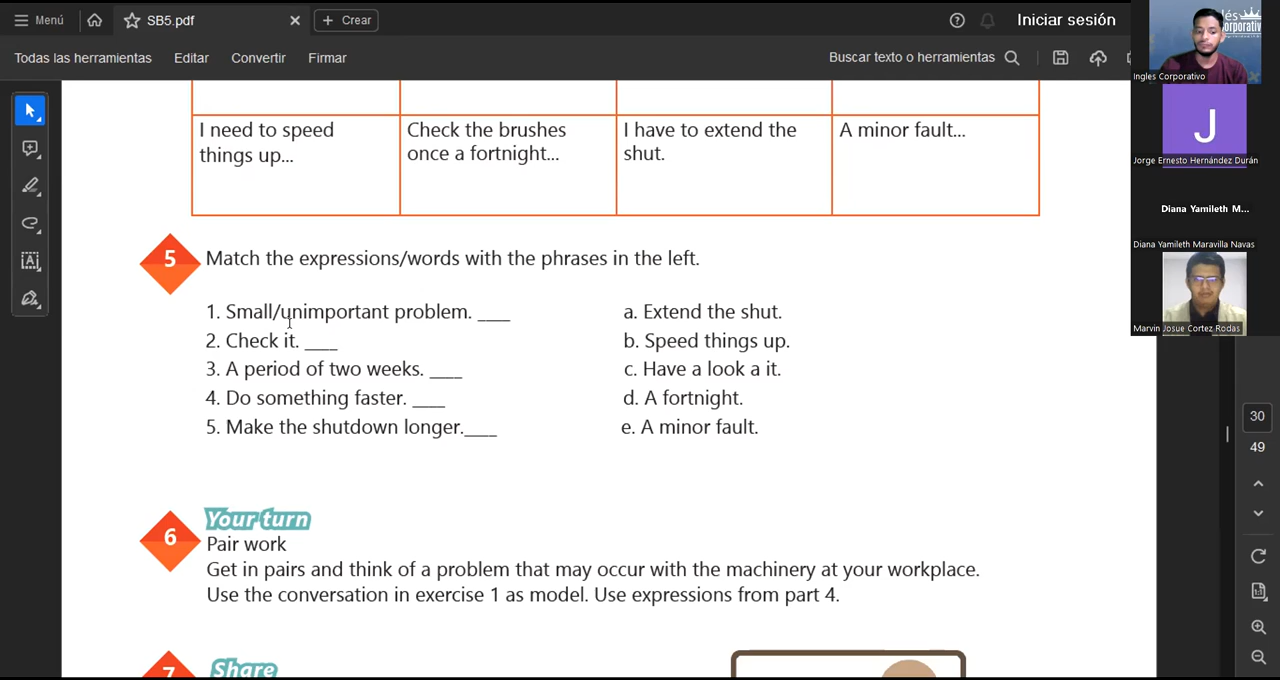 Menú
SB5.pdf
Crear
Iniciar sesión
Todas las herramientas
Editar
Convertir
Firmar
Buscar texto o herramientas
I need to speed
things up...
Check the brushes
once a fortnight...
I have to extend the
shut.
A minor fault...
5
Match the expressions/words with the phrases in the left.
1. Small/unimportant problem. ____
2. Check it. ____
3. A period of two weeks. ____
4. Do something faster. ____
5. Make the shutdown longer.____
a. Extend the shut.
b. Speed things up.
c. Have a look a it.
d. A fortnight.
e. A minor fault.
6
Your turn
Pair work
Get in pairs and think of a problem that may occur with the machinery at your workplace.
Use the conversation in exercise 1 as model. Use expressions from part 4.
7
Share
Ingles Corporativo
J
Jorge Ernesto Hernández Durán
Diana Yamileth M...
Diana Yamileth Maravilla Navas
Marvin Josue Cortez Rodas
30
49